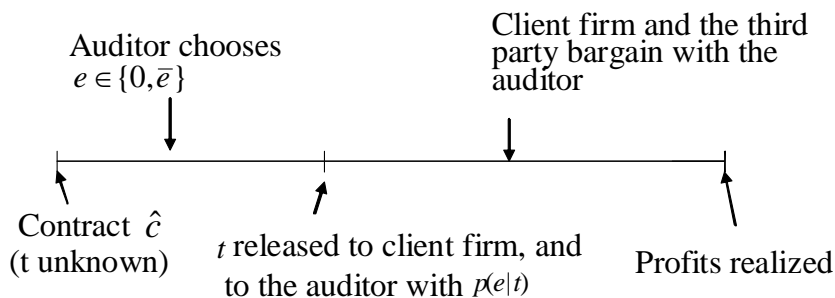 Auditor chooses
e ∈ {0, e̅}
Client firm and the third
party bargain with the
auditor
Contract ĉ
(t unknown)
t released to client firm, and
to the auditor with p(e|t)
Profits realized